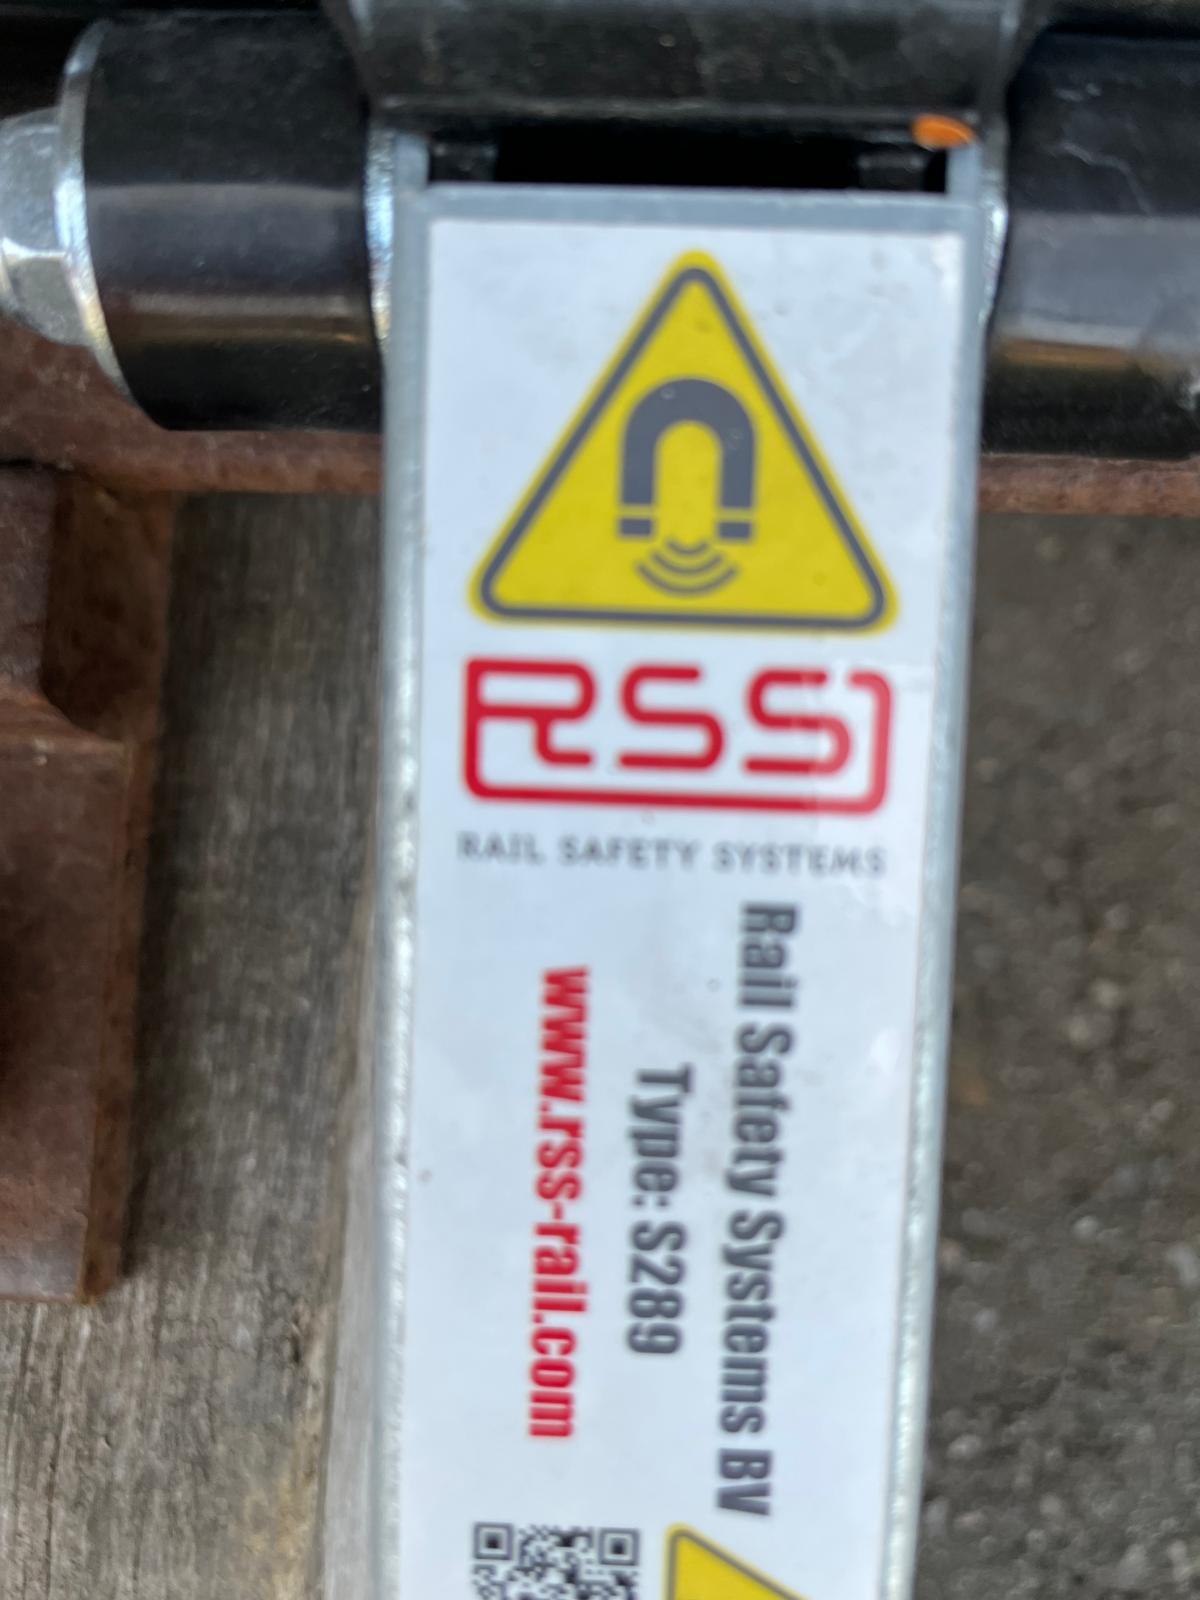 RSS
RAIL SAFETY SYSTEMS
Rail Safety Systems BV
Type: S289
www.rss-rail.com